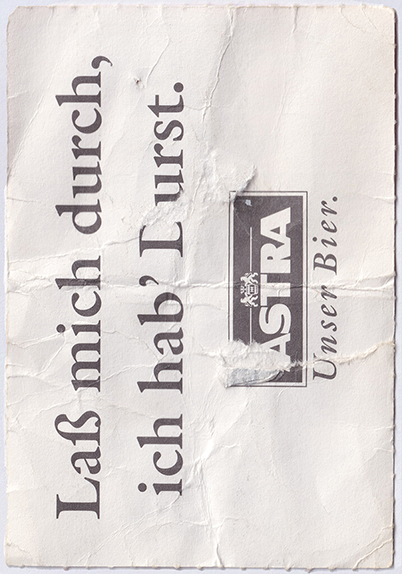 Laß mich durch,
ich hab' Durst.
ASTRA
Unser Bier.